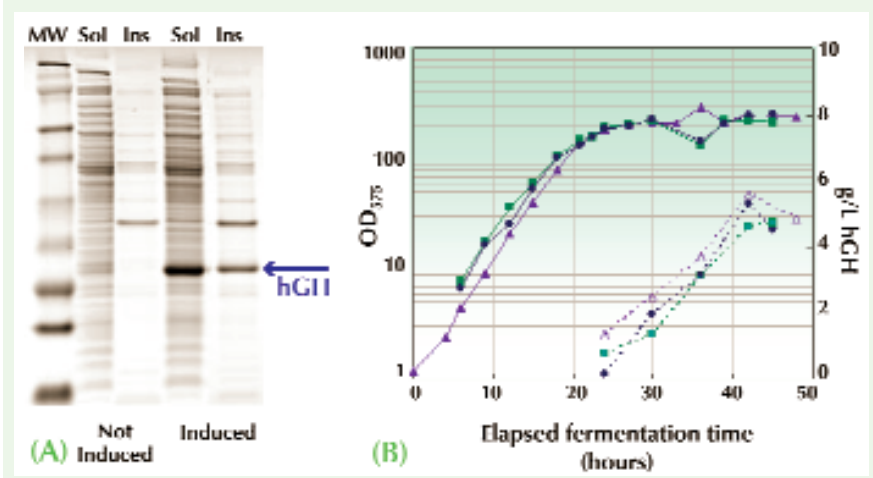 MW Sol Ins Sol Ins
hGH
Not Induced
Induced
(A)
1000
100
10
1
OD575
10
8
6
4
2
0
g/L hGH
0 10 20 30 40 50
Elapsed fermentation time
(hours)
(B)